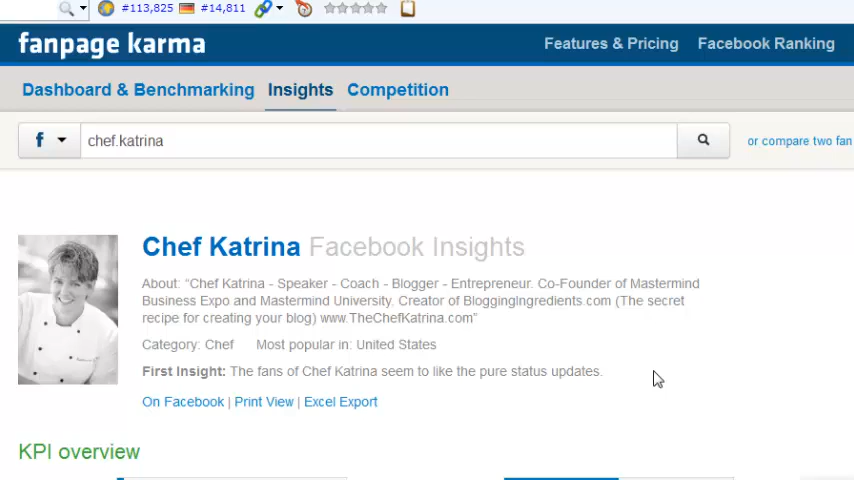 #113,825 #14,811
fanpage karma
Features & Pricing Facebook Ranking
Dashboard & Benchmarking Insights Competition
f chef.katrina or compare two fan
Chef Katrina Facebook Insights
About: "Chef Katrina - Speaker - Coach - Blogger - Entrepreneur. Co-Founder of Mastermind
Business Expo and Mastermind University. Creator of BloggingIngredients.com (The secret
recipe for creating your blog) www.TheChefKatrina.com"
Category: Chef Most popular in: United States
First Insight: The fans of Chef Katrina seem to like the pure status updates.
On Facebook | Print View | Excel Export
KPI overview